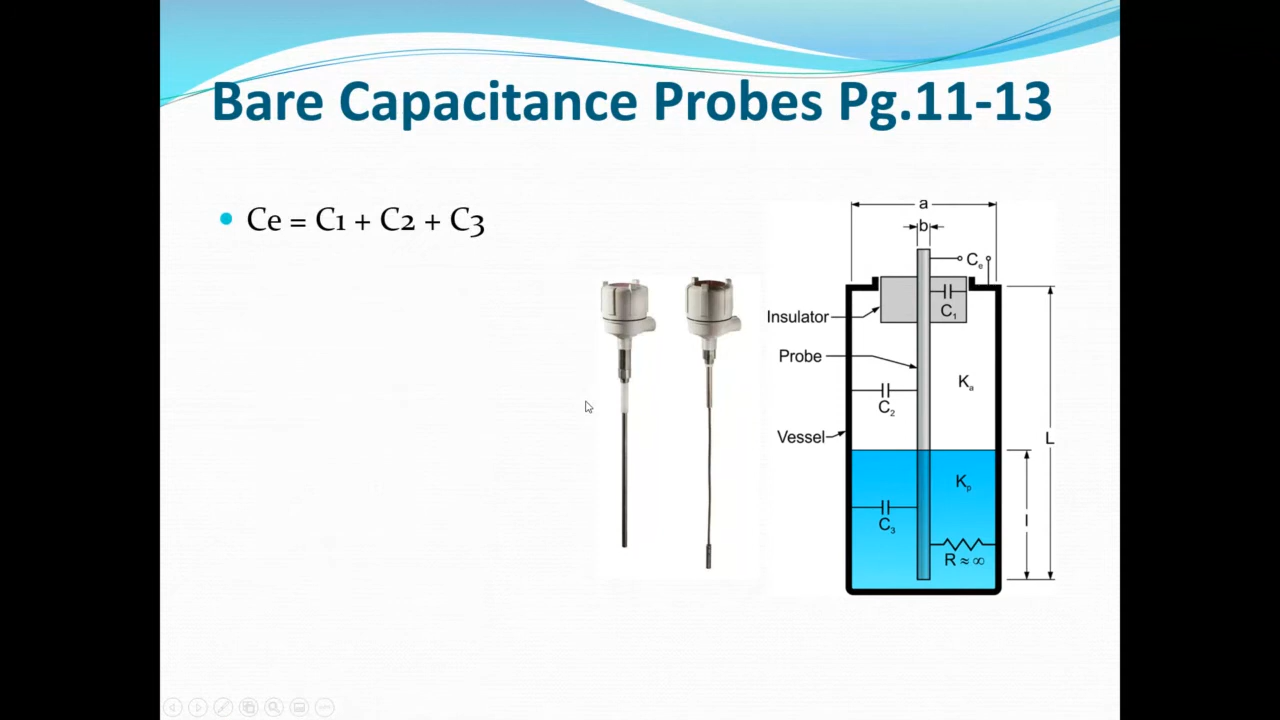 Bare Capacitance Probes Pg.11-13
Ce = C1 + C2 + C3
a
b
Ce
C1
Insulator
Probe
Ka
C2
Vessel
L
Kp
C3
l
R ≈ ∞